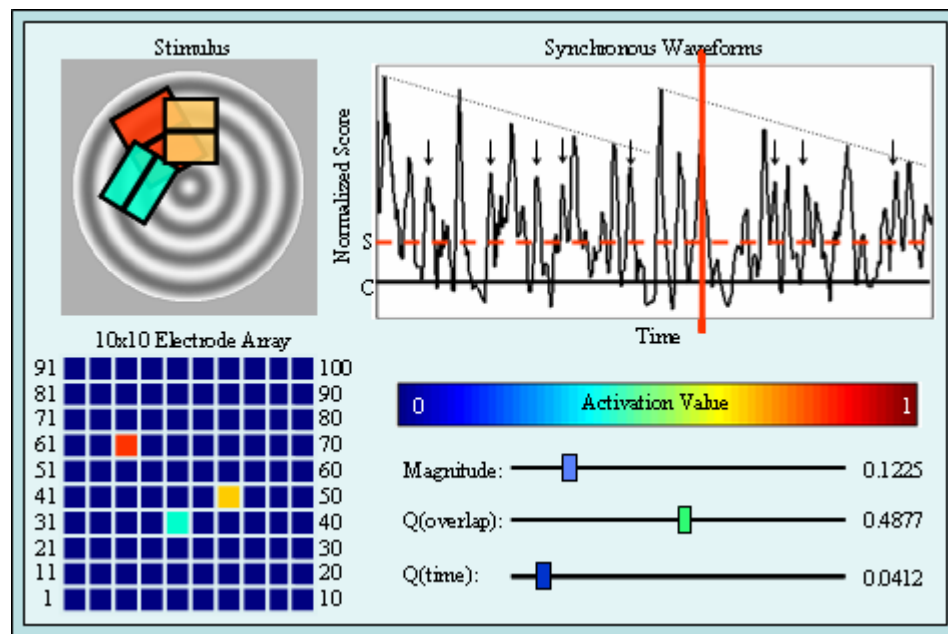 Stimulus
Synchronous Waveforms
Normalized Score
S
C
Time
10x10 Electrode Array
91 100
81 90
71 80
61 70
51 60
41 50
31 40
21 30
11 20
1 10
0 Activation Value 1
Magnitude: 0.1225
Q(overlap): 0.4877
Q(time): 0.0412